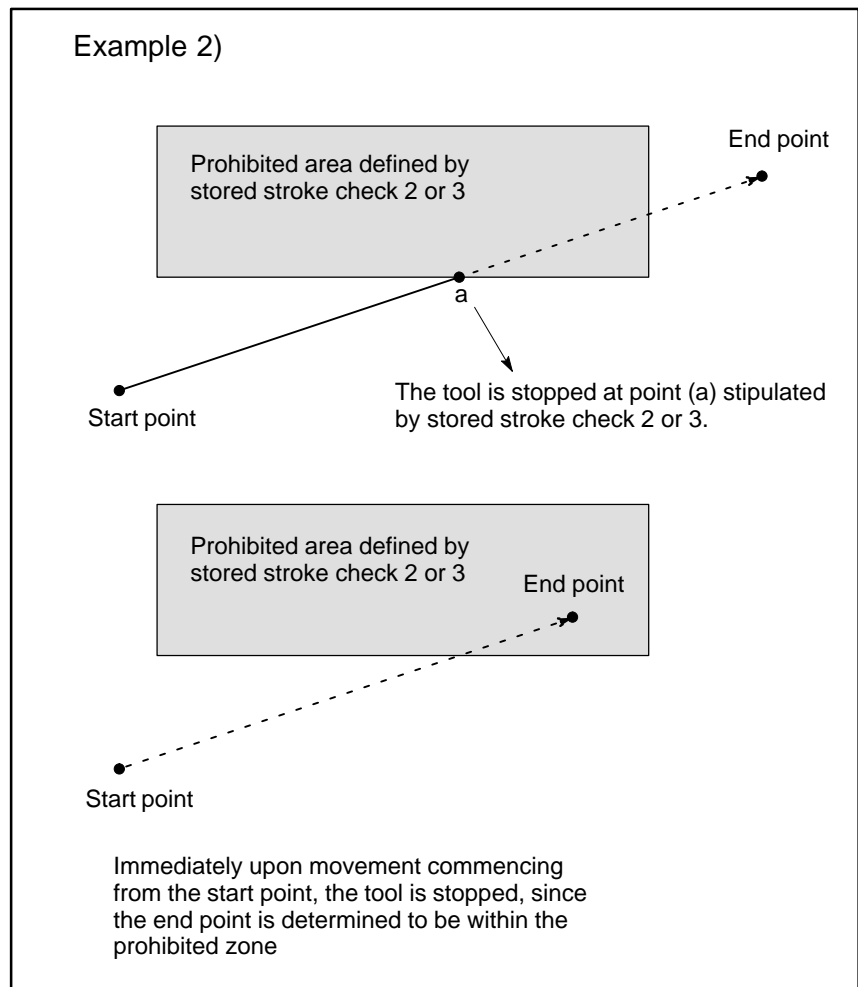 Example 2)
Prohibited area defined by
stored stroke check 2 or 3
End point
a
Start point
The tool is stopped at point (a) stipulated
by stored stroke check 2 or 3.
Prohibited area defined by
stored stroke check 2 or 3
End point
Start point
Immediately upon movement commencing
from the start point, the tool is stopped, since
the end point is determined to be within the
prohibited zone